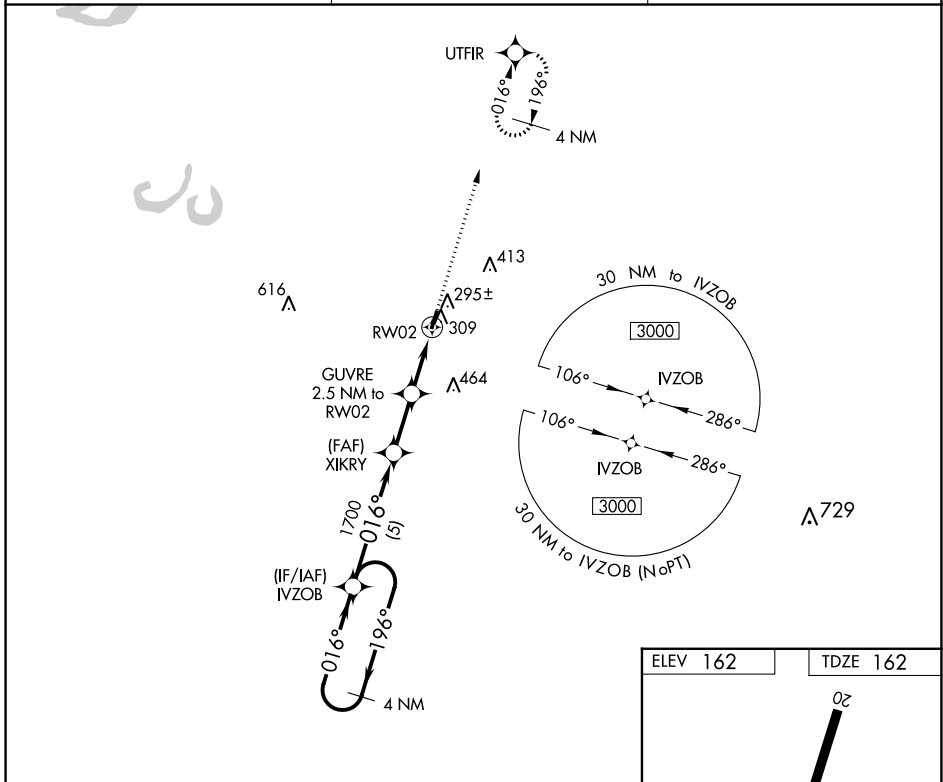 UTFIR
016°
196°
4 NM
413
616
295±
RW02
309
GUVRE
2.5 NM to
RW02
464
(FAF)
XIKRY
1700
016°
(5)
(IF/IAF)
IVZOB
016°
196°
4 NM
30 NM to IVZOB
3000
106°
IVZOB
286°
106°
IVZOB
286°
3000
30 NM to IVZOB (NoPT)
729
ELEV 162
TDZE 162
20